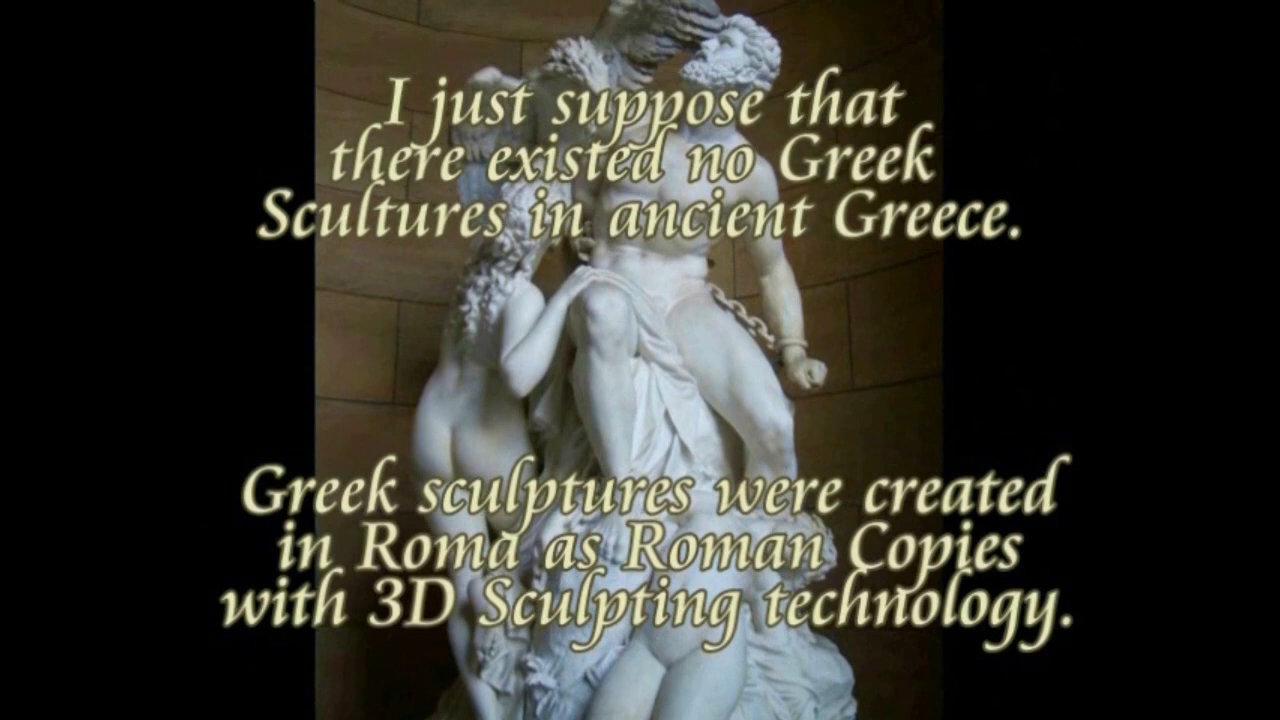 I just suppose that
there existed no Greek
Scultures in ancient Greece.
Greek sculptures were created
in Roma as Roman Copies
with 3D Sculpting technology.